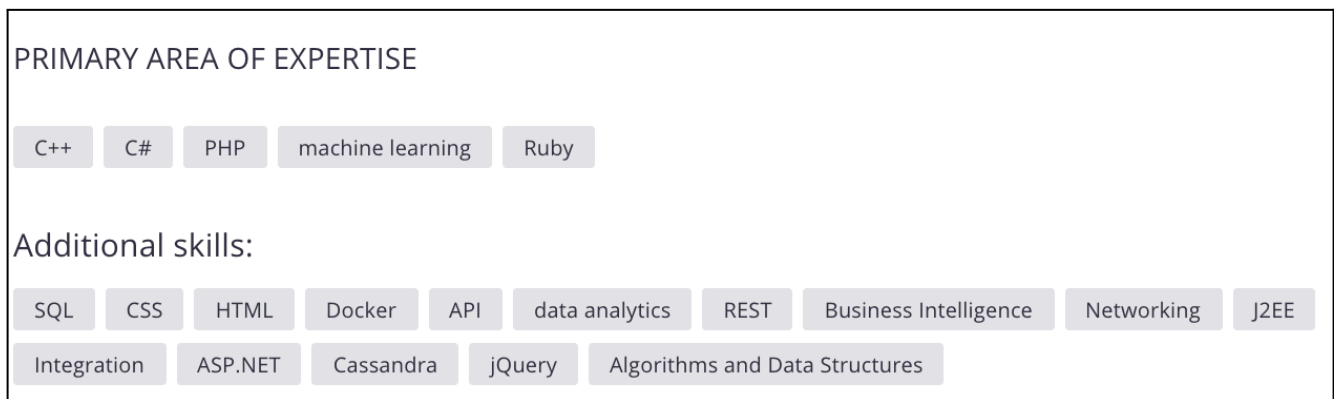 PRIMARY AREA OF EXPERTISE
C++ C# PHP machine learning Ruby
Additional skills:
SQL CSS HTML Docker API data analytics REST Business Intelligence Networking J2EE
Integration ASP.NET Cassandra jQuery Algorithms and Data Structures